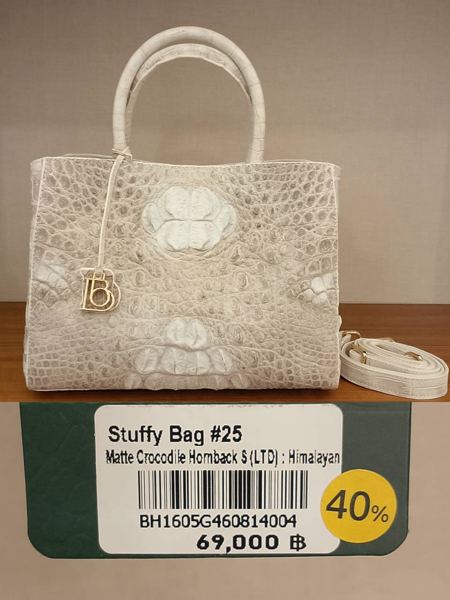 B
Stuffy Bag #25
Matte Crocodile Hornback S (LTD) : Himalayan
BH1605G460814004
69,000 ฿
40%